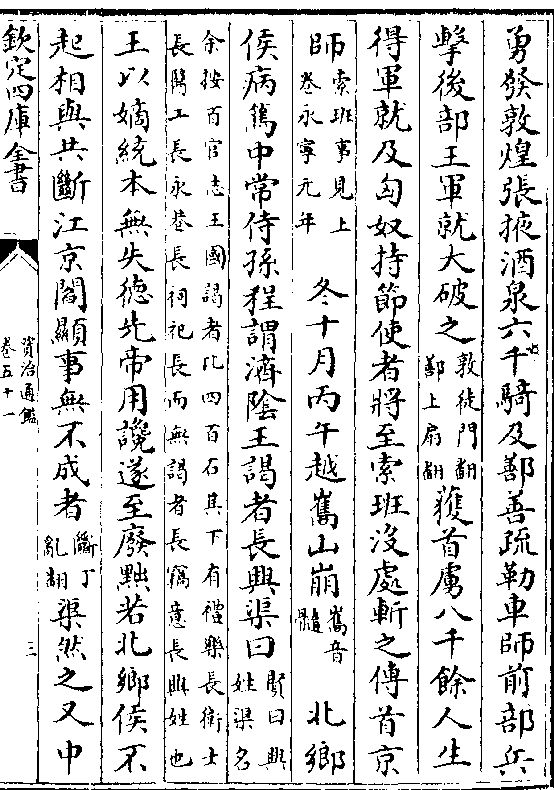 勇發敦煌張掖酒泉六千騎及鄯善疏勒車師前部兵
擊後部王軍就大破之敦徒門翻鄯上扇翻獲首虜八千餘人生
得軍就及匈奴持節使者將至索班沒處斬之傳首京
師索班事見上卷永寧元年 冬十月丙午越嶲山崩嶲音髓 北鄉
侯病篤中常侍孫程謂濟陰王謁者長興渠曰賢曰興姓渠名
余按百官志王國謁者比四百石其下有禮樂長衛士
長醫工長永巷長祠祀長而無謁者長竊意長興姓也
王以嫡統本無失德先帝用讒遂至廢黜若北鄉侯不
起相與共斷江京閻顯事無不成者斷丁亂翻渠然之又中
欽定四庫全書
資治通鑑
卷五十一
三